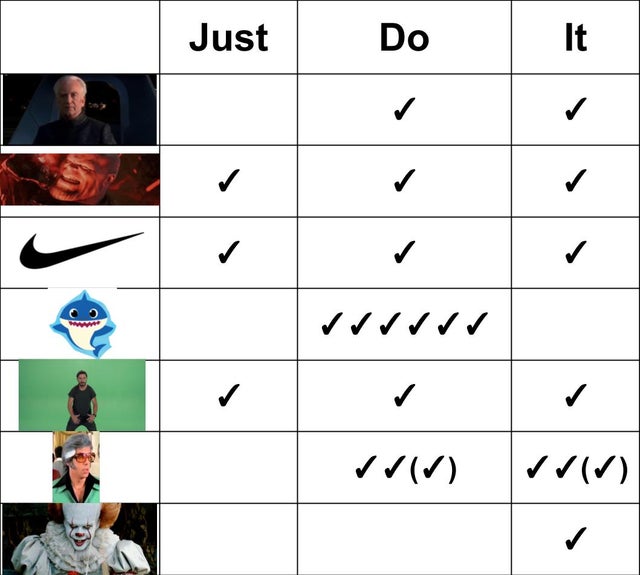 Just Do It
✓ ✓
✓ ✓ ✓
✓ ✓ ✓
✓✓✓✓✓✓
✓ ✓ ✓
✓✓(✓) ✓✓(✓)
✓